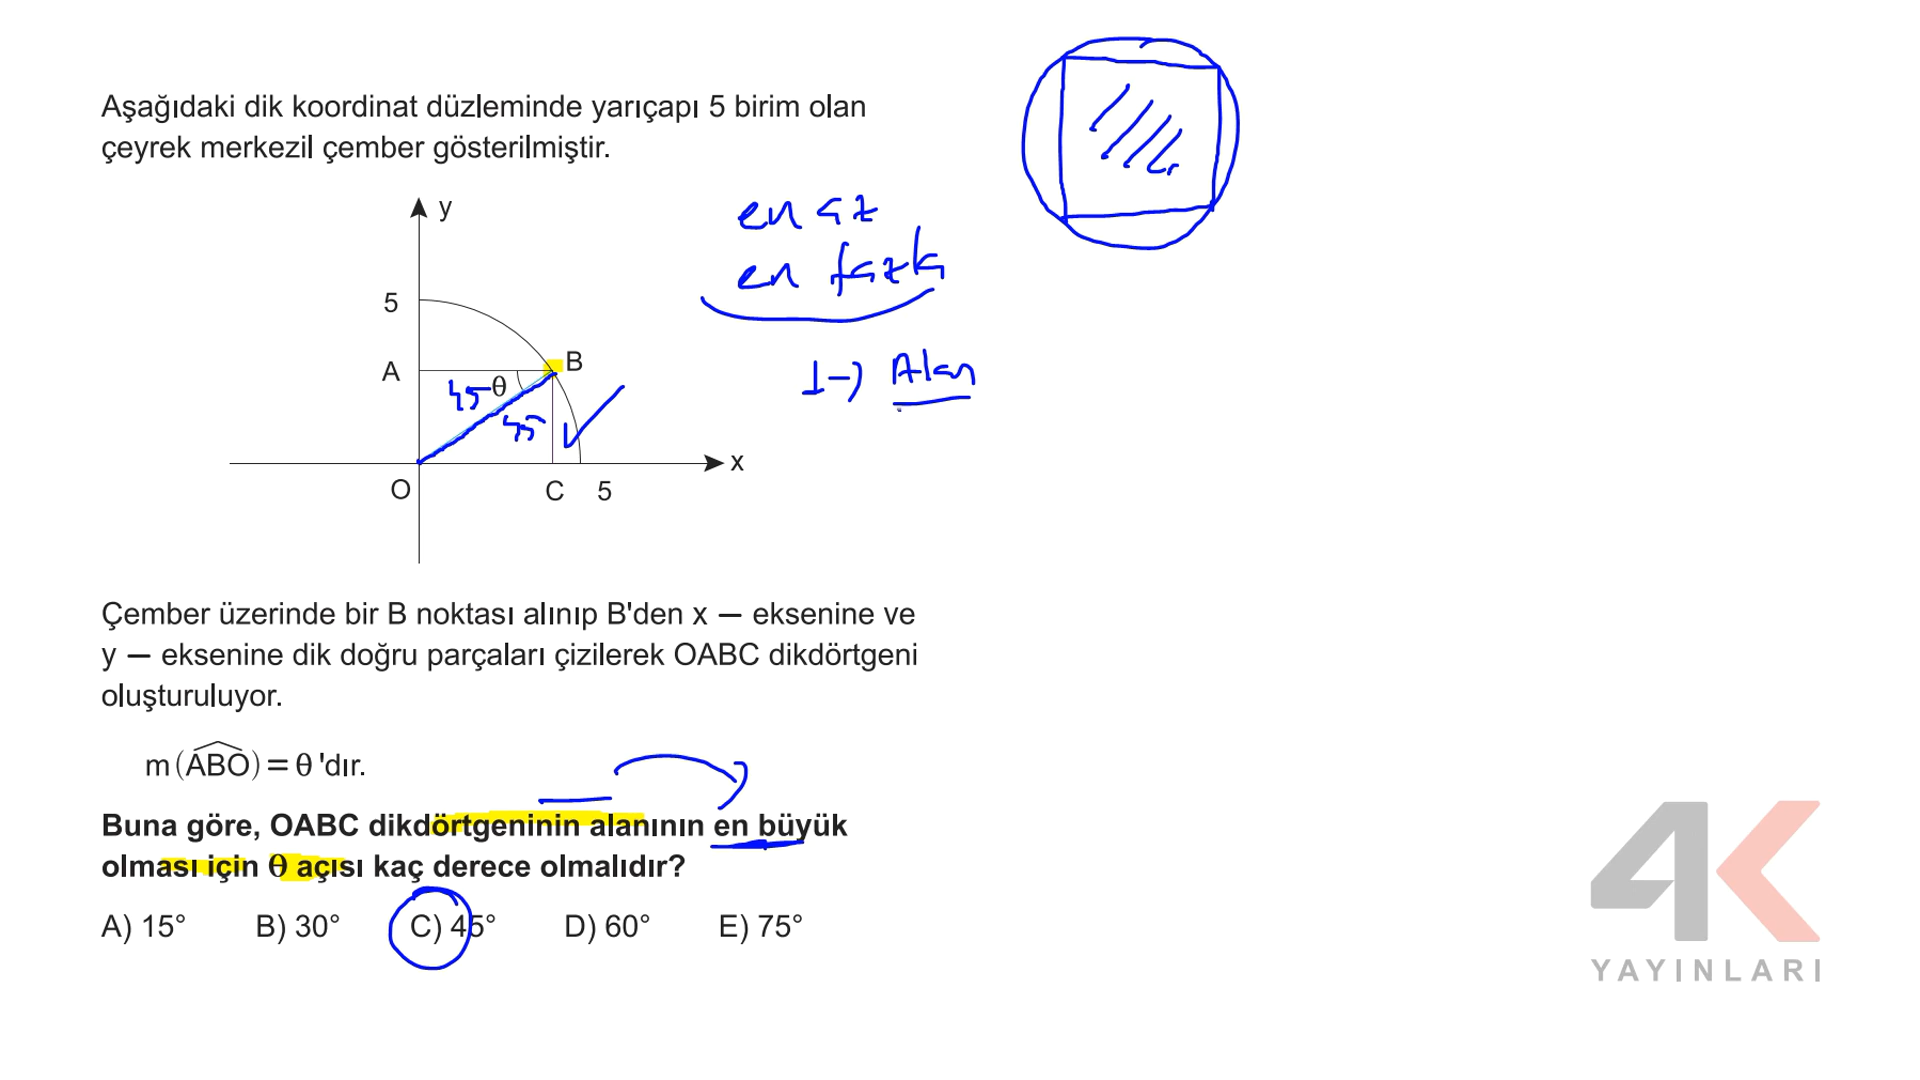 Aşağıdaki dik koordinat düzleminde yarıçapı 5 birim olan
çeyrek merkezil çember gösterilmiştir.
y
en az
en fazla
5
B
A
45 θ
1-) Alan
45
x
O
C 5
Çember üzerinde bir B noktası alınıp B'den x — eksenine ve
y — eksenine dik doğru parçaları çizilerek OABC dikdörtgeni
oluşturuluyor.
m(ABO) = θ 'dır.
Buna göre, OABC dikdörtgeninin alanının en büyük
olması için θ açısı kaç derece olmalıdır?
A) 15° B) 30° C) 45° D) 60° E) 75°
4K
YAYINLARI